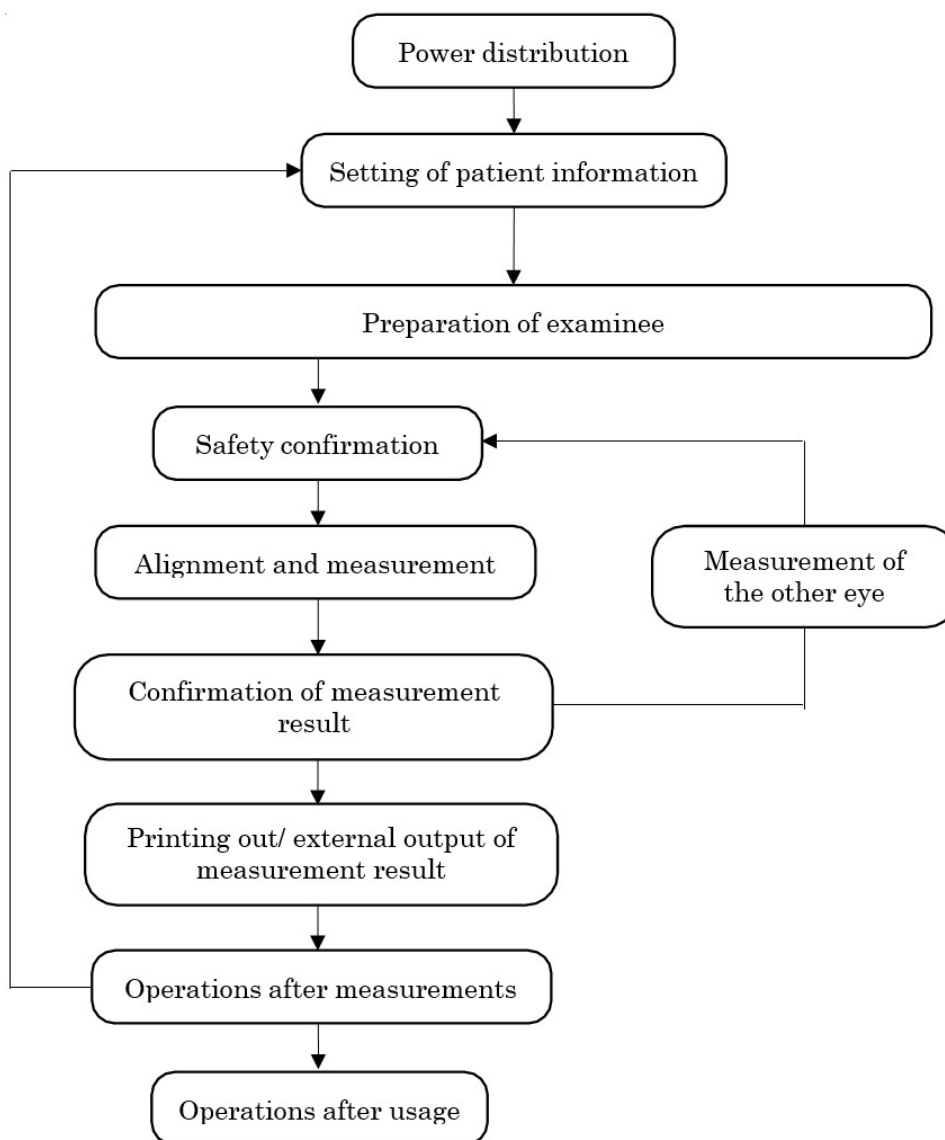 Power distribution
Setting of patient information
Preparation of examinee
Safety confirmation
Alignment and measurement
Measurement of
the other eye
Confirmation of measurement
result
Printing out/ external output of
measurement result
Operations after measurements
Operations after usage